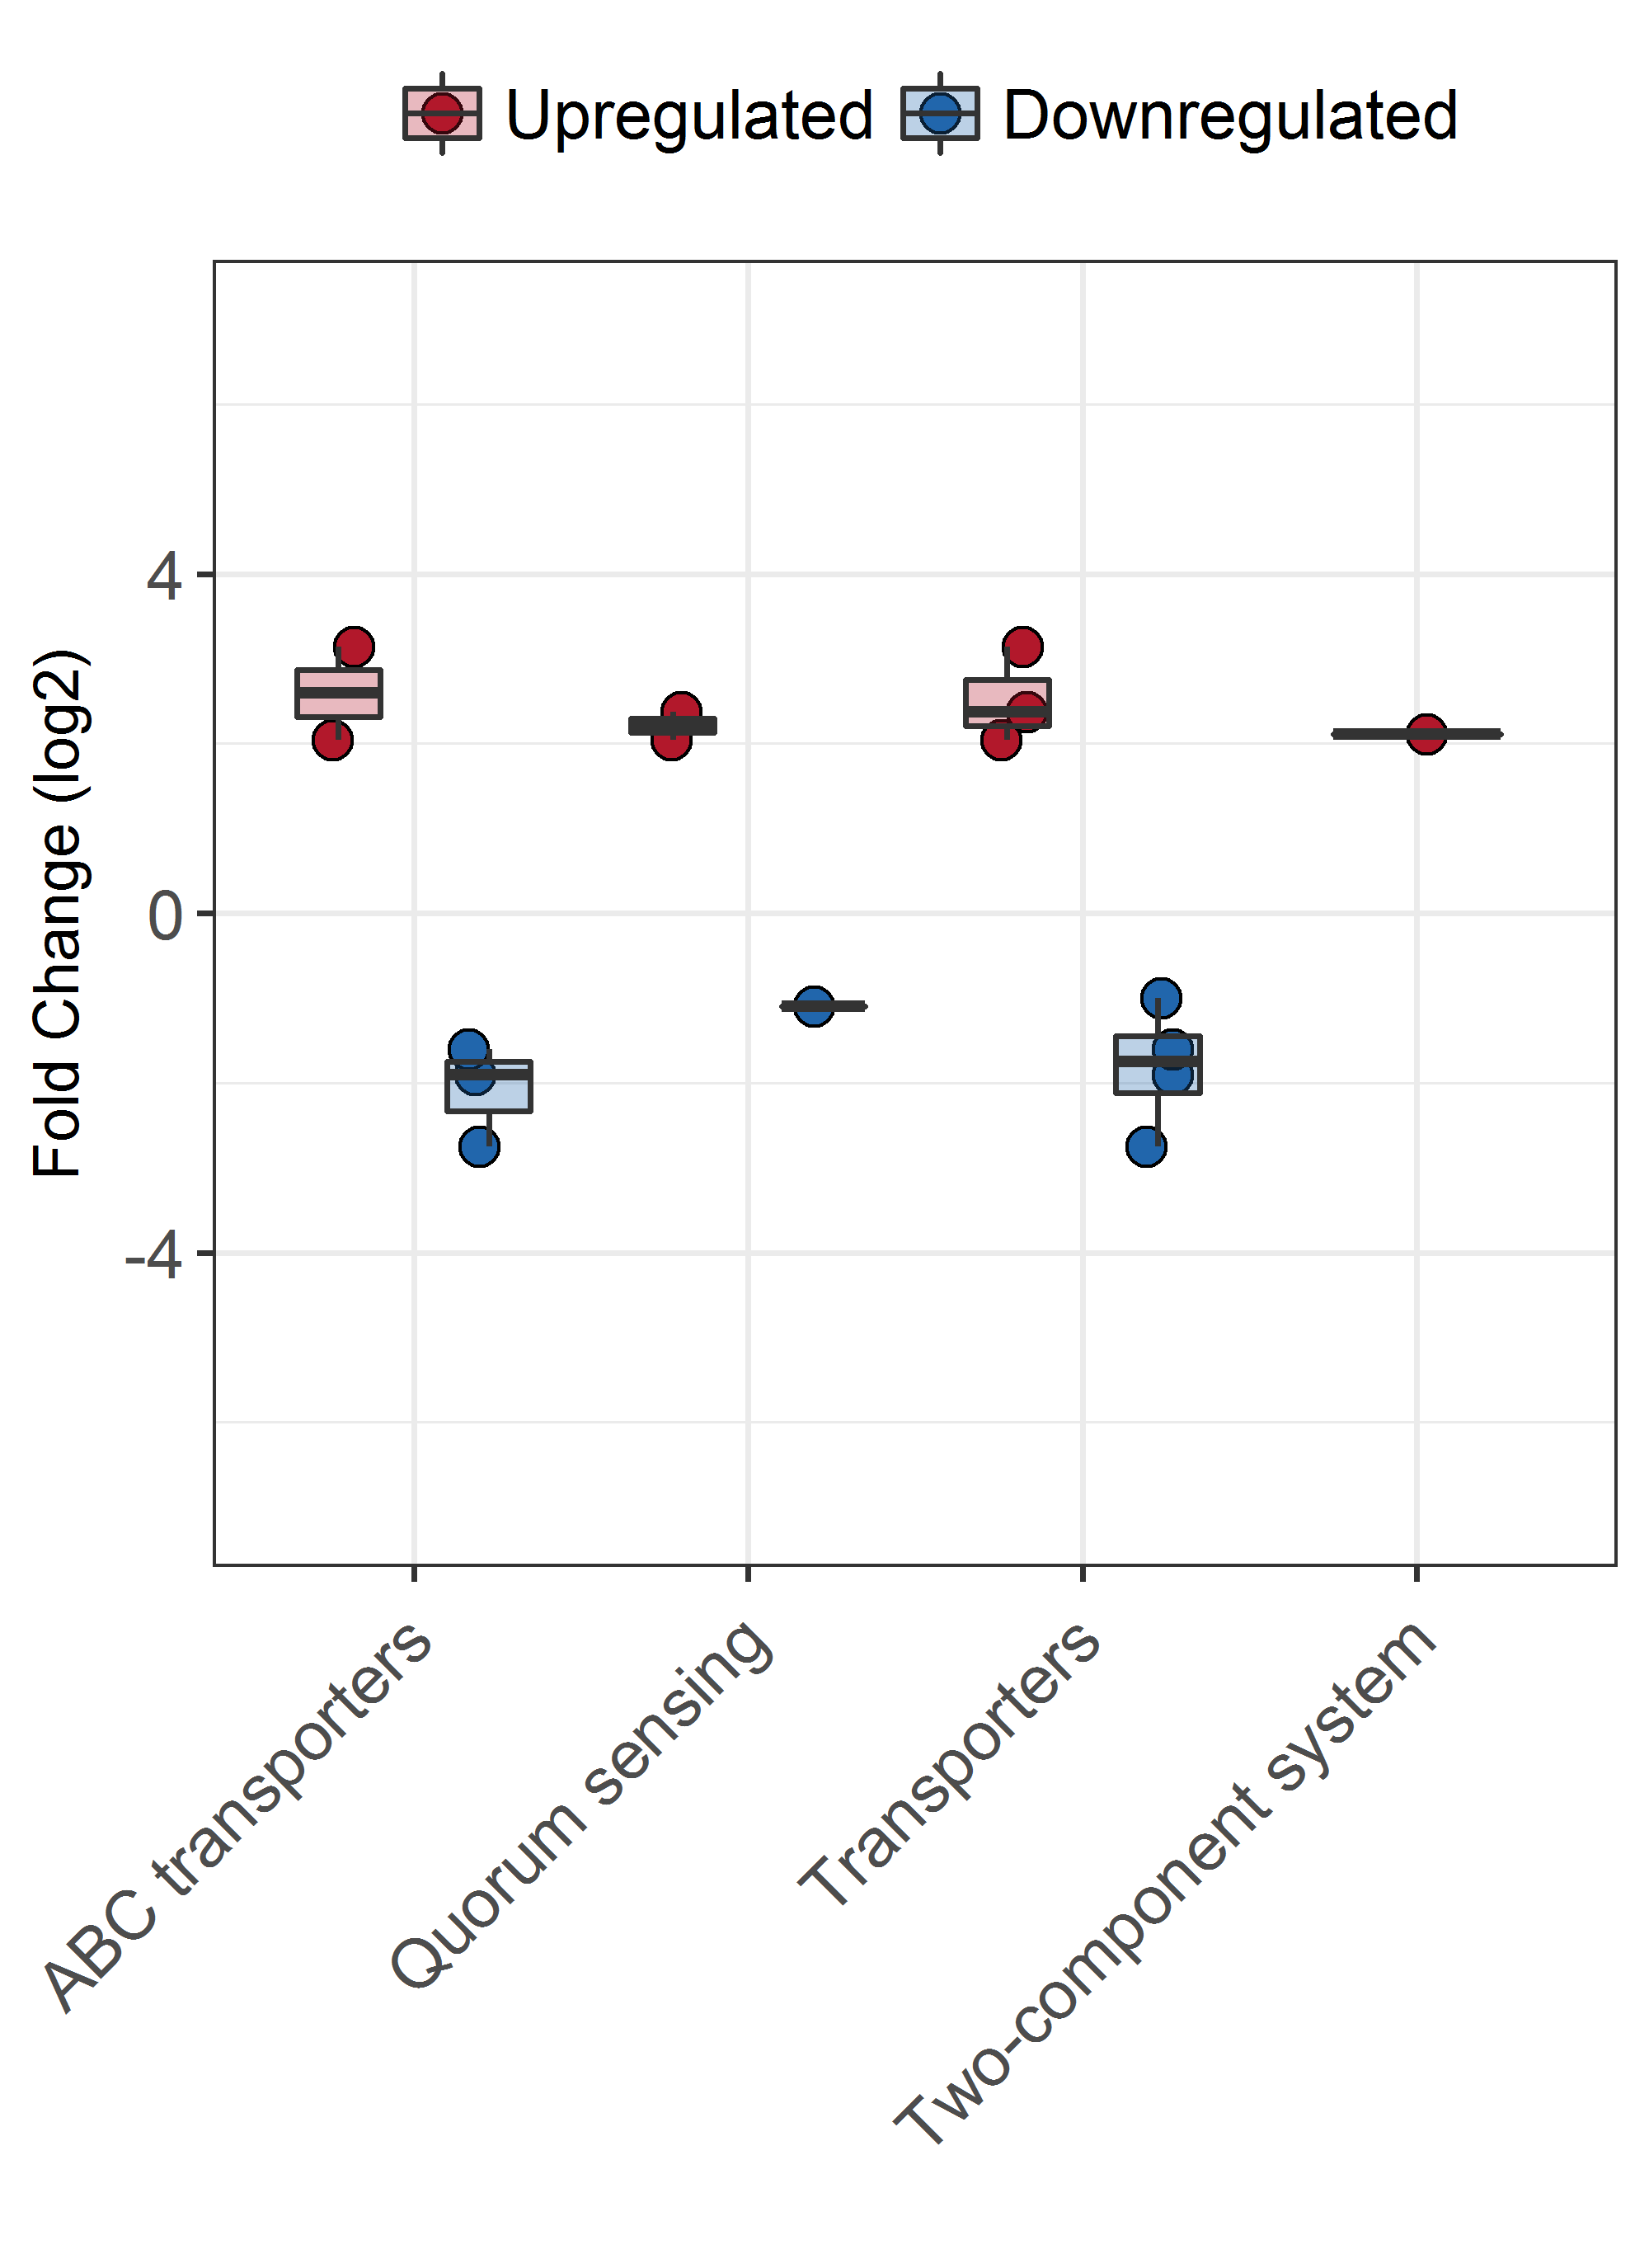 Upregulated Downregulated
Fold Change (log2)
4
0
-4
ABC transporters
Quorum sensing
Transporters
Two-component system